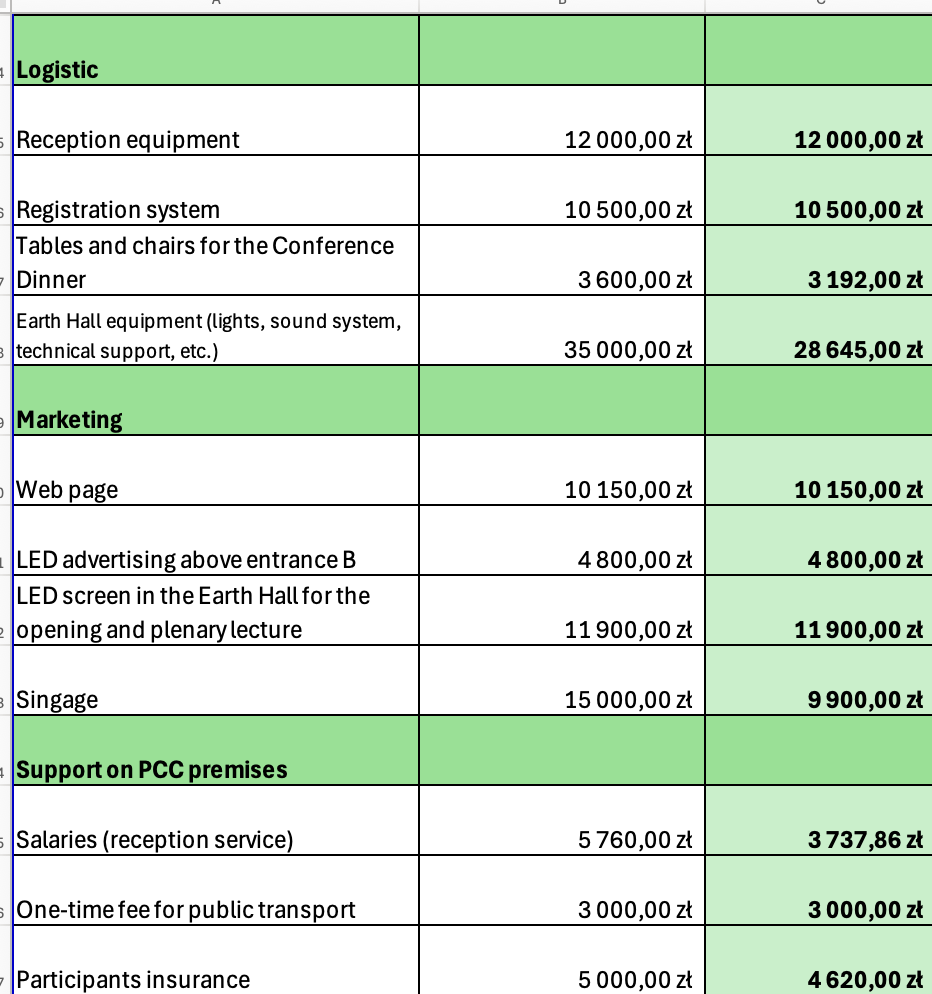 Logistic
Reception equipment 12 000,00 zł 12 000,00 zł
Registration system 10 500,00 zł 10 500,00 zł
Tables and chairs for the Conference
Dinner 3 600,00 zł 3 192,00 zł
Earth Hall equipment (lights, sound system,
technical support, etc.) 35 000,00 zł 28 645,00 zł
Marketing
Web page 10 150,00 zł 10 150,00 zł
LED advertising above entrance B 4 800,00 zł 4 800,00 zł
LED screen in the Earth Hall for the
opening and plenary lecture 11 900,00 zł 11 900,00 zł
Singage 15 000,00 zł 9 900,00 zł
Support on PCC premises
Salaries (reception service) 5 760,00 zł 3 737,86 zł
One-time fee for public transport 3 000,00 zł 3 000,00 zł
Participants insurance 5 000,00 zł 4 620,00 zł